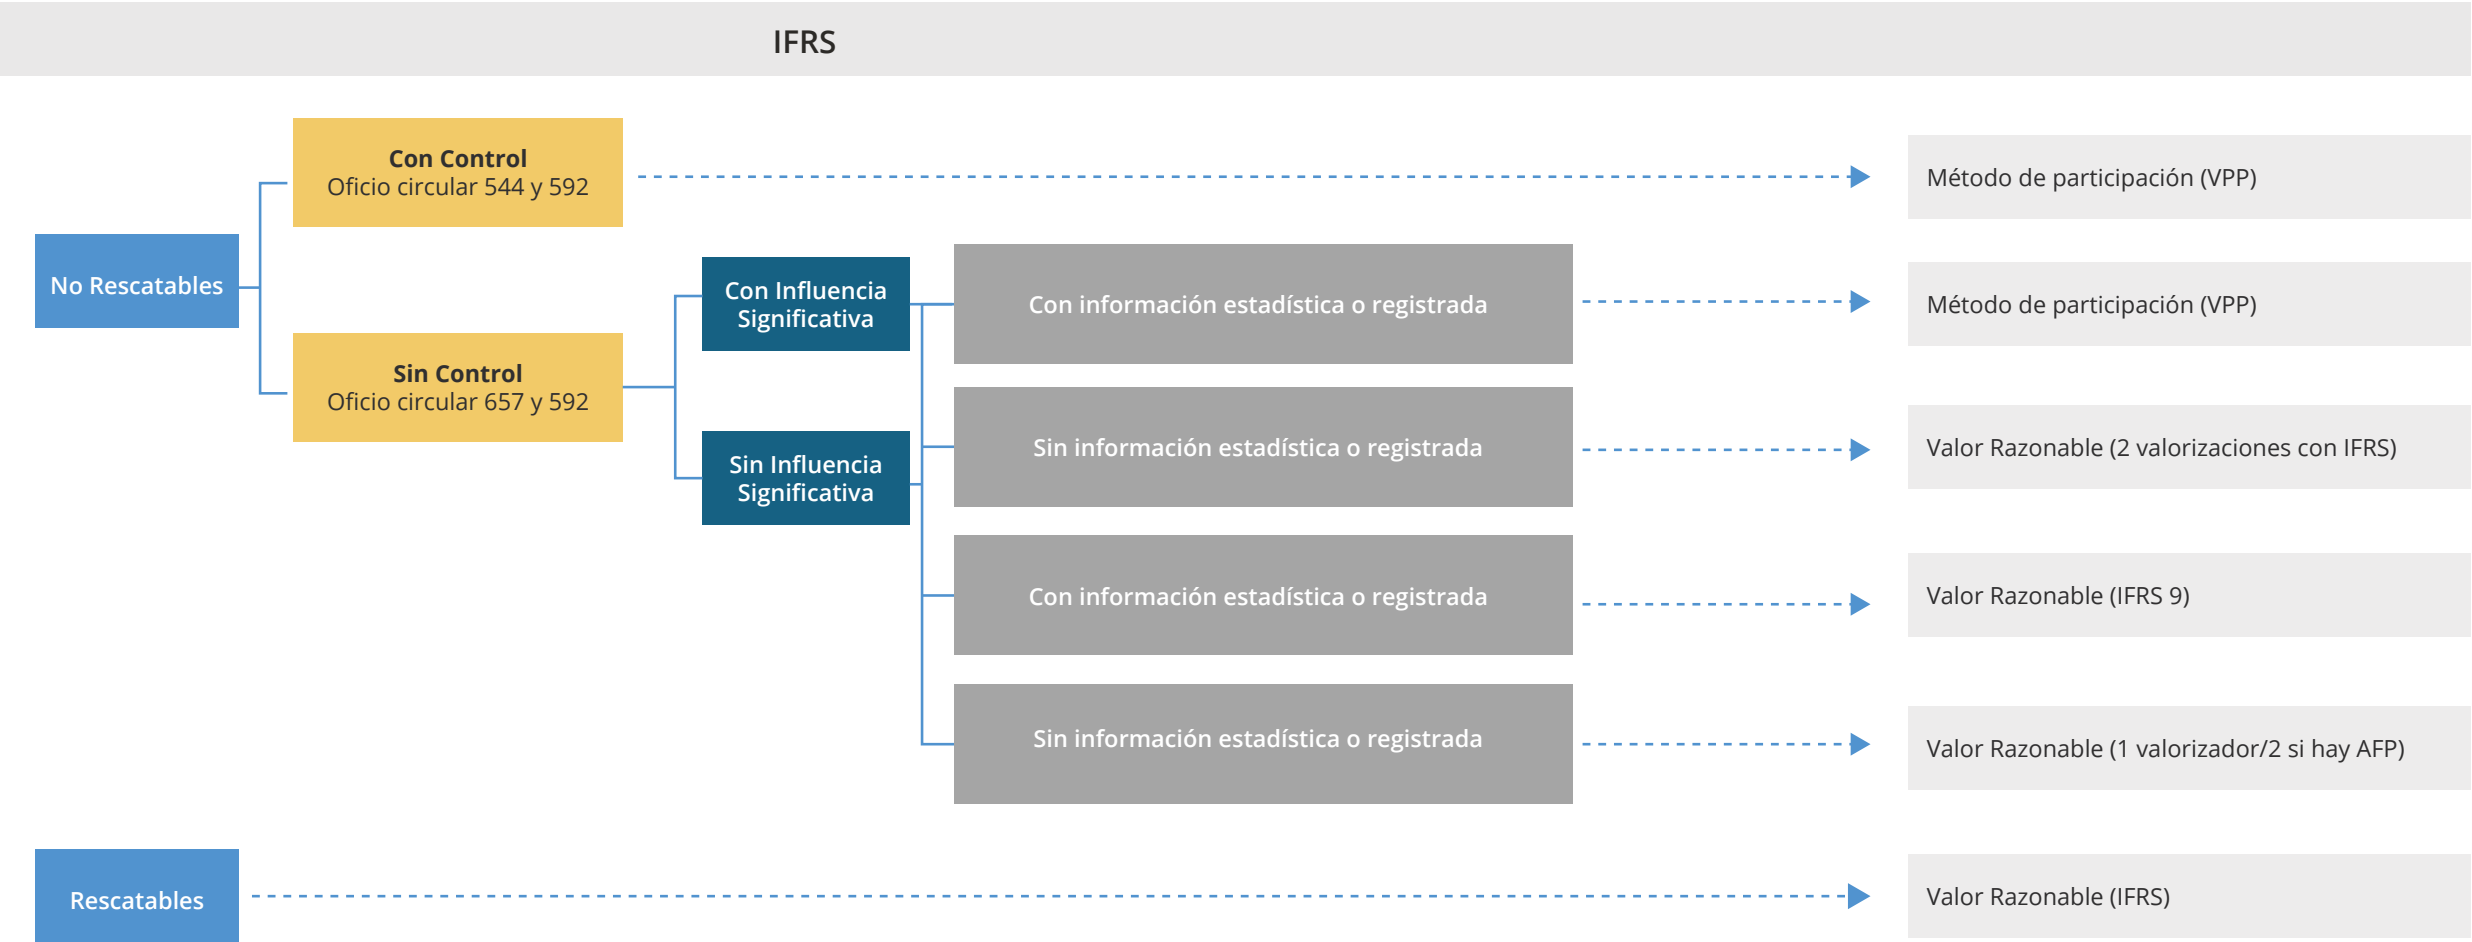 IFRS
Con Control
Oficio circular 544 y 592
Método de participación (VPP)
No Rescatables
Con Influencia
Significativa
Con información estadística o registrada
Método de participación (VPP)
Sin Control
Oficio circular 657 y 592
Sin información estadística o registrada
Valor Razonable (2 valorizaciones con IFRS)
Sin Influencia
Significativa
Con información estadística o registrada
Valor Razonable (IFRS 9)
Sin información estadística o registrada
Valor Razonable (1 valorizador/2 si hay AFP)
Rescatables
Valor Razonable (IFRS)